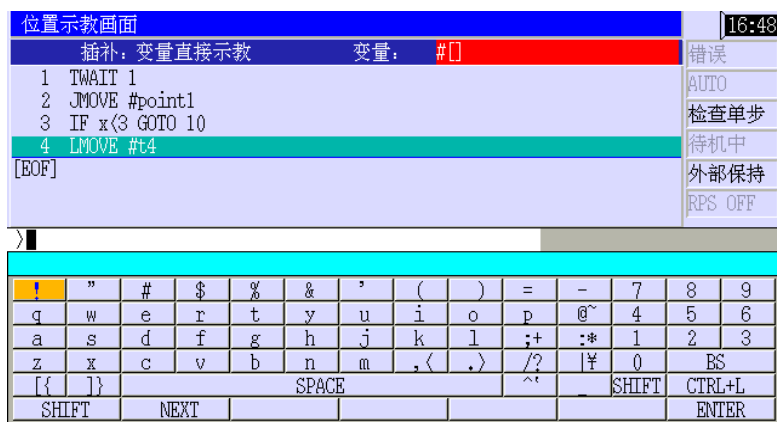 位置示教画面
16:48
插补：变量直接示教 变量： #[]
错误
1 TWAIT 1
AUTO
2 JMOVE #point1
检查单步
3 IF x<3 GOTO 10
待机中
4 LMOVE #t4
外部保持
[EOF]
RPS OFF
>
! " # $ % & ' ( ) = - 7 8 9
q w e r t y u i o p @~ 4 5 6
a s d f g h j k l ;+ :* 1 2 3
z x c v b n m ,< .> /? |¥ 0 BS
[{ ]} SPACE ^` _ SHIFT CTRL+L
SHIFT NEXT ENTER